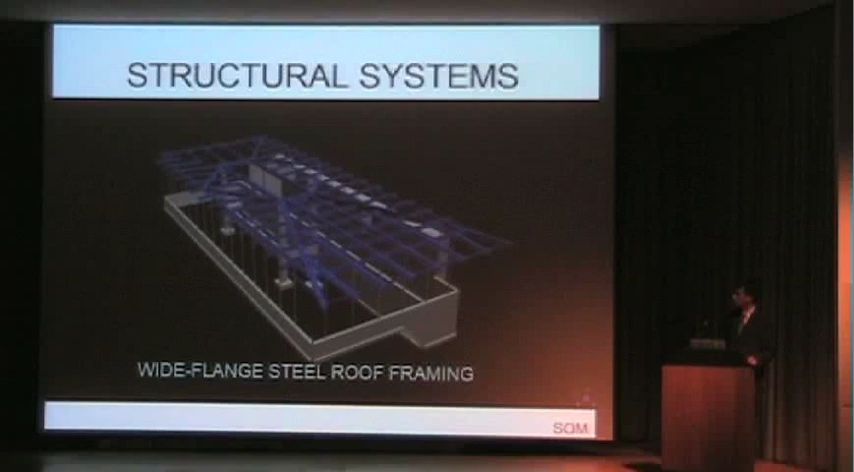 STRUCTURAL SYSTEMS
WIDE-FLANGE STEEL ROOF FRAMING
SOM